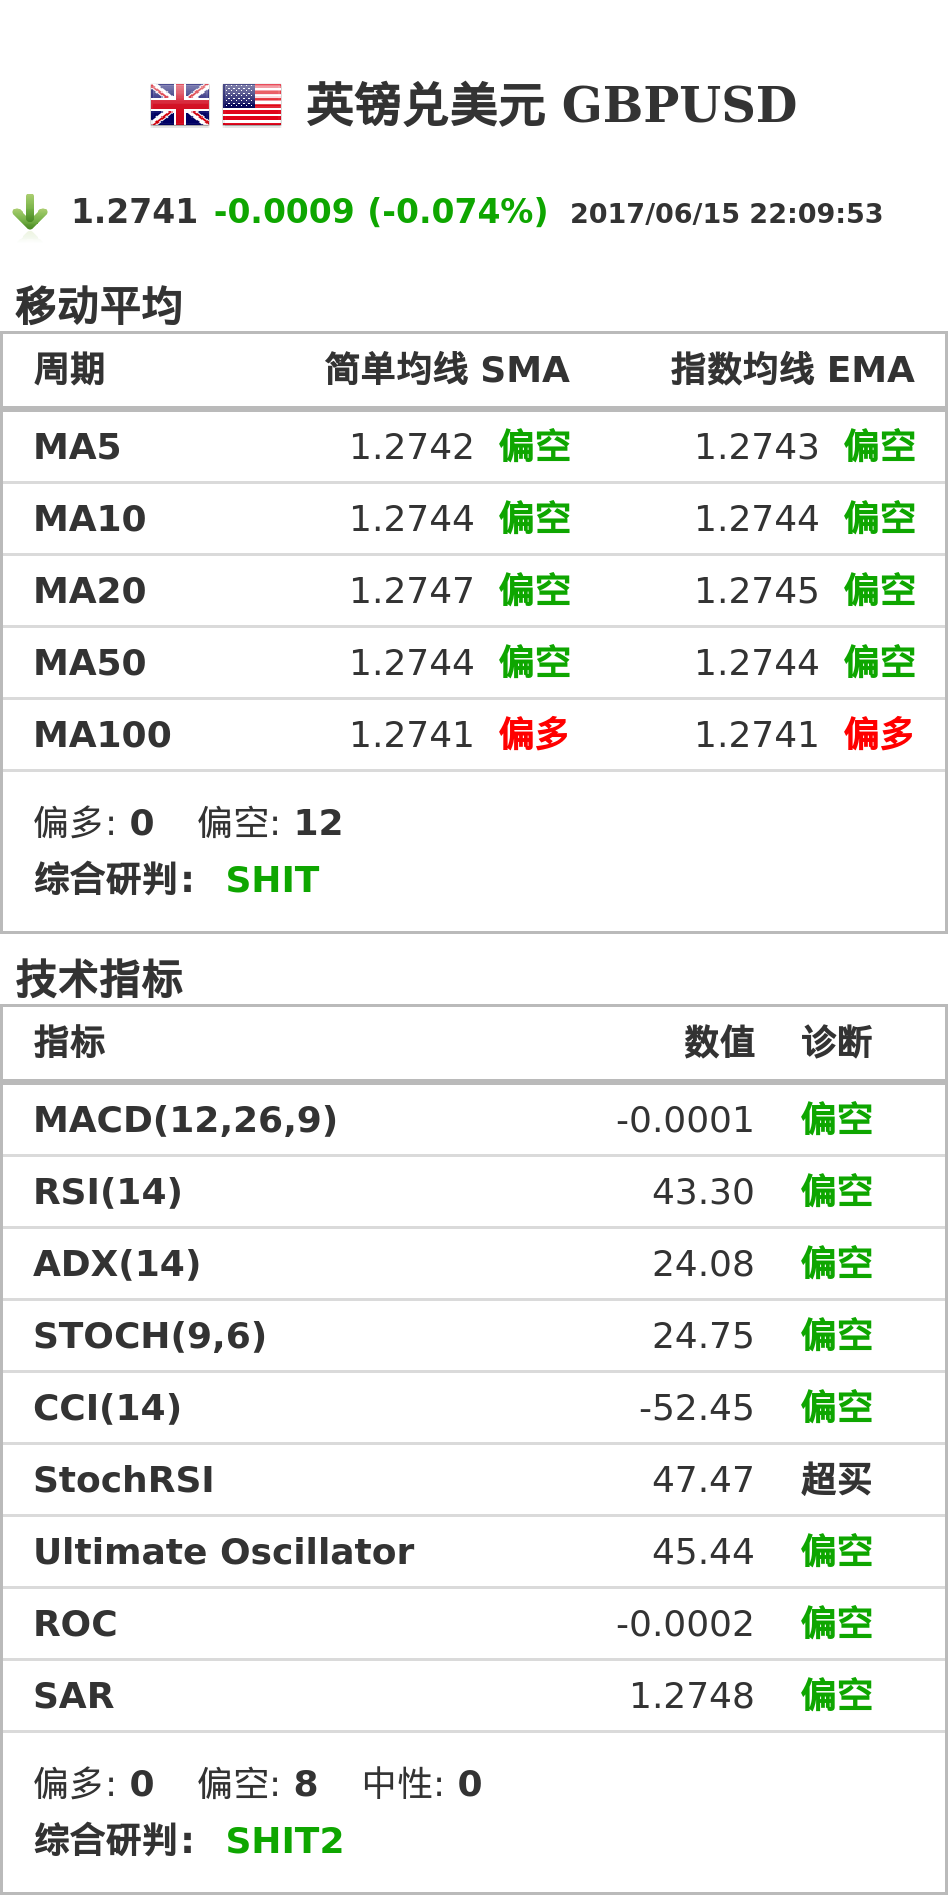 英镑兑美元 GBPUSD
1.2741 -0.0009 (-0.074%) 2017/06/15 22:09:53
移动平均
周期 简单均线 SMA 指数均线 EMA
MA5 1.2742 偏空 1.2743 偏空
MA10 1.2744 偏空 1.2744 偏空
MA20 1.2747 偏空 1.2745 偏空
MA50 1.2744 偏空 1.2744 偏空
MA100 1.2741 偏多 1.2741 偏多
偏多: 0 偏空: 12
综合研判: SHIT
技术指标
指标 数值 诊断
MACD(12,26,9) -0.0001 偏空
RSI(14) 43.30 偏空
ADX(14) 24.08 偏空
STOCH(9,6) 24.75 偏空
CCI(14) -52.45 偏空
StochRSI 47.47 超买
Ultimate Oscillator 45.44 偏空
ROC -0.0002 偏空
SAR 1.2748 偏空
偏多: 0 偏空: 8 中性: 0
综合研判: SHIT2